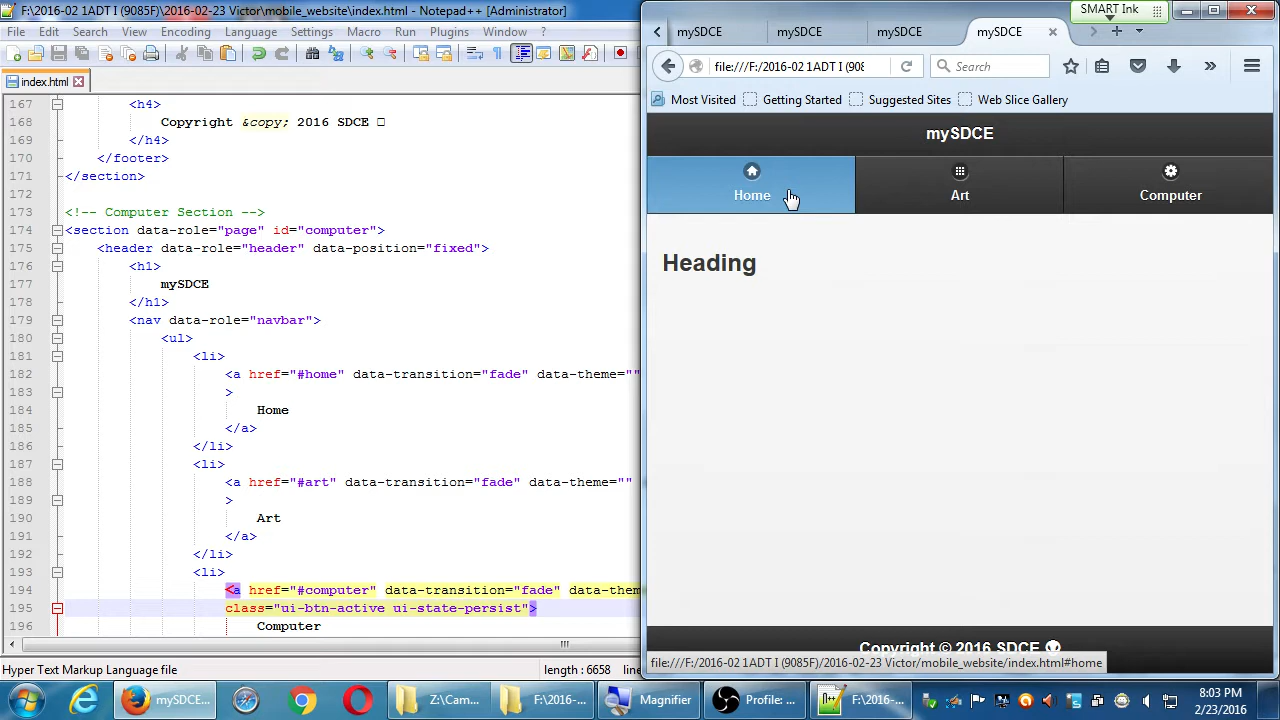 F:\2016-02 1ADT I (9085F)\2016-02-23 Victor\mobile_website\index.html - Notepad++ [Administrator]
File Edit Search View Encoding Language Settings Macro Run Plugins Window ?
index.html
167 <h4>
168 Copyright &copy; 2016 SDCE □
169 </h4>
170 </footer>
171 </section>
172
173 <!-- Computer Section -->
174 <section data-role="page" id="computer">
175 <header data-role="header" data-position="fixed">
176 <h1>
177 mySDCE
178 </h1>
179 <nav data-role="navbar">
180 <ul>
181 <li>
182 <a href="#home" data-transition="fade" data-theme=""
183 >
184 Home
185 </a>
186 </li>
187 <li>
188 <a href="#art" data-transition="fade" data-theme=""
189 >
190 Art
191 </a>
192 </li>
193 <li>
194 <a href="#computer" data-transition="fade" data-them
195 class="ui-btn-active ui-state-persist">
196 Computer
Hyper Text Markup Language file length : 6658 line
SMART Ink
mySDCE mySDCE mySDCE mySDCE
file:///F:/2016-02 1ADT I (908 Search
Most Visited Getting Started Suggested Sites Web Slice Gallery
mySDCE
Home Art Computer
Heading
Copyright © 2016 SDCE
file:///F:/2016-02 1ADT I (9085F)/2016-02-23 Victor/mobile_website/index.html#home
mySDCE... Z:\Cam... F:\2016-... Magnifier Profile: ... F:\2016-...
8:03 PM
2/23/2016